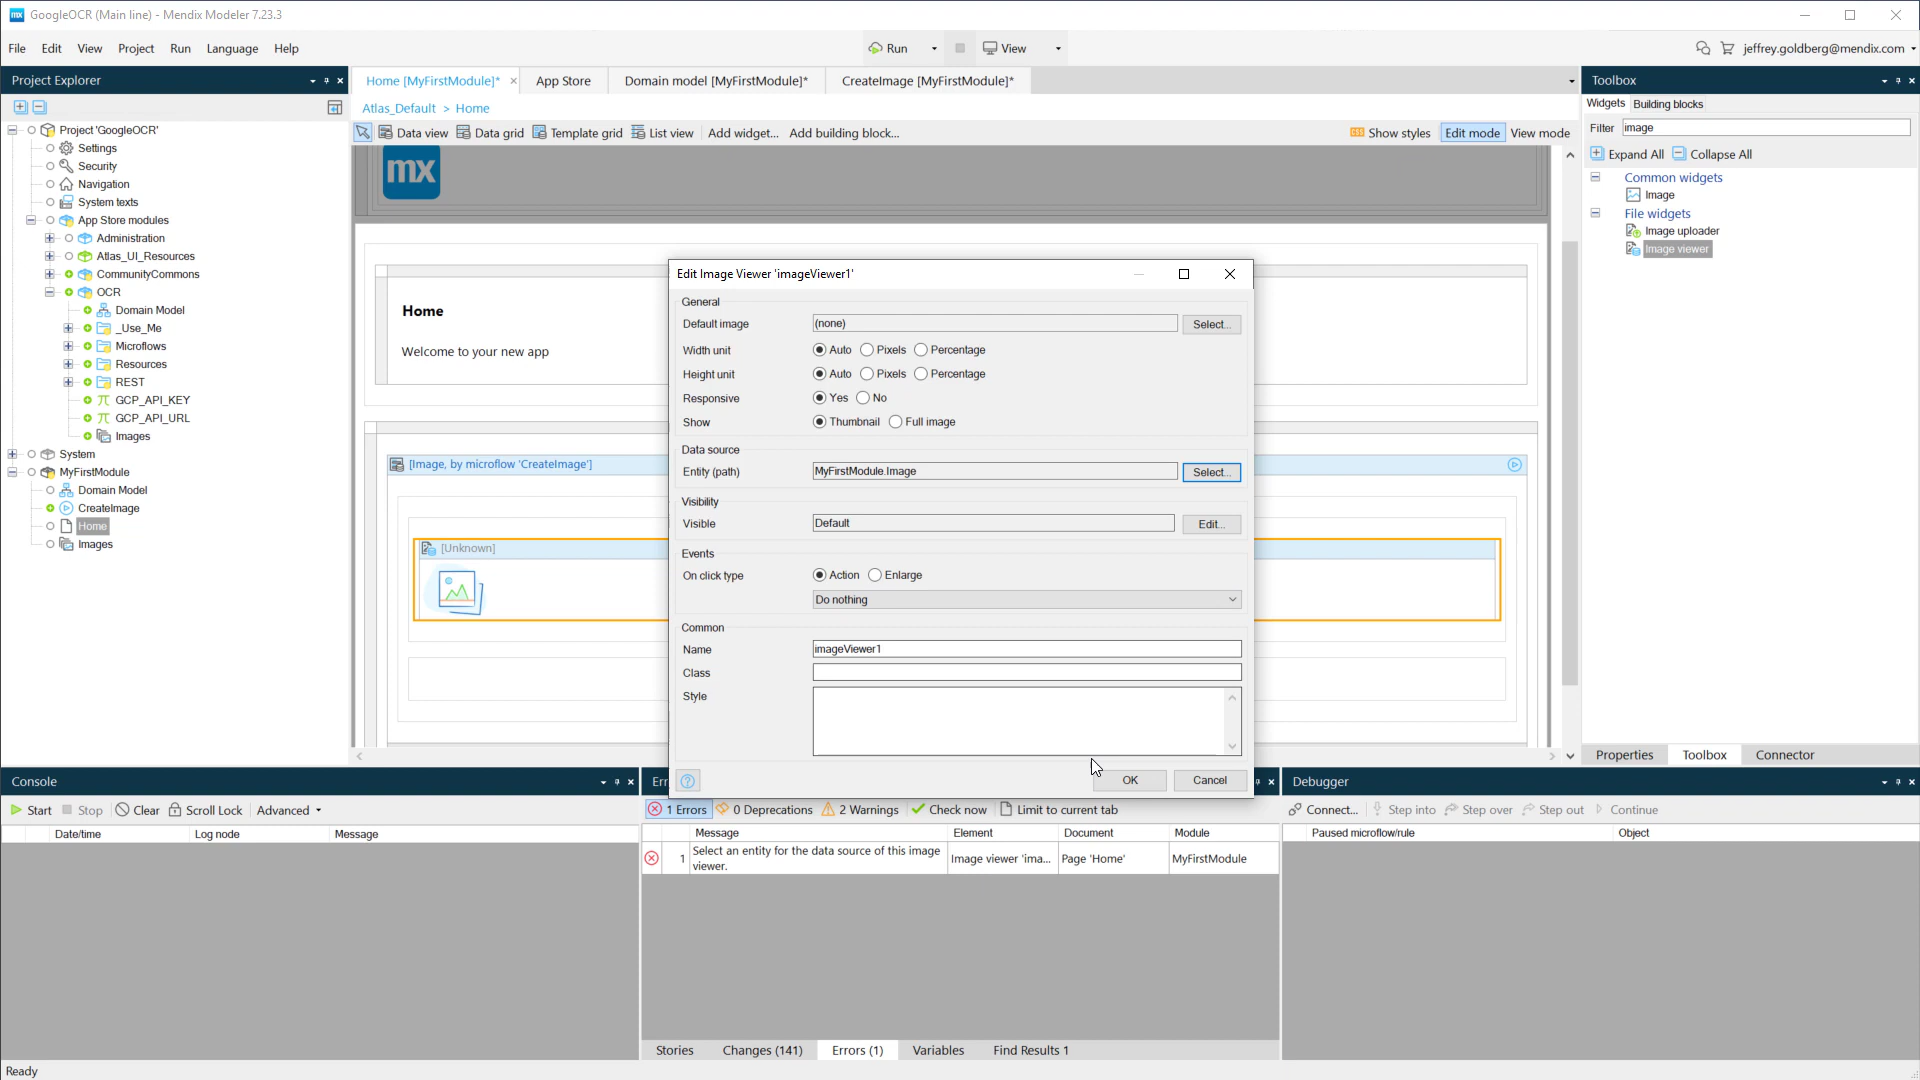 GoogleOCR (Main line) - Mendix Modeler 7.23.3
File Edit View Project Run Language Help
Run View
jeffrey.goldberg@mendix.com
Project Explorer
Project 'GoogleOCR'
Settings
Security
Navigation
System texts
App Store modules
Administration
Atlas_UI_Resources
CommunityCommons
OCR
Domain Model
_Use_Me
Microflows
Resources
REST
GCP_API_KEY
GCP_API_URL
Images
System
MyFirstModule
Domain Model
CreateImage
Home
Images
Home [MyFirstModule]* App Store Domain model [MyFirstModule]* CreateImage [MyFirstModule]*
Atlas_Default > Home
Data view Data grid Template grid List view Add widget... Add building block... Show styles Edit mode View mode
mx
Home
Welcome to your new app
[Image, by microflow 'CreateImage']
[Unknown]
Edit Image Viewer 'imageViewer1'
General
Default image (none) Select...
Width unit Auto Pixels Percentage
Height unit Auto Pixels Percentage
Responsive Yes No
Show Thumbnail Full image
Data source
Entity (path) MyFirstModule.Image Select...
Visibility
Visible Default Edit...
Events
On click type Action Enlarge
Do nothing
Common
Name imageViewer1
Class
Style
OK Cancel
Toolbox
Widgets Building blocks
Filter image
Expand All Collapse All
Common widgets
Image
File widgets
Image uploader
Image viewer
Properties Toolbox Connector
Console
Start Stop Clear Scroll Lock Advanced
Date/time Log node Message
Err
1 Errors 0 Deprecations 2 Warnings Check now Limit to current tab
Message Element Document Module
1 Select an entity for the data source of this image viewer. Image viewer 'ima... Page 'Home' MyFirstModule
Stories Changes (141) Errors (1) Variables Find Results 1
Debugger
Connect... Step into Step over Step out Continue
Paused microflow/rule Object
Ready